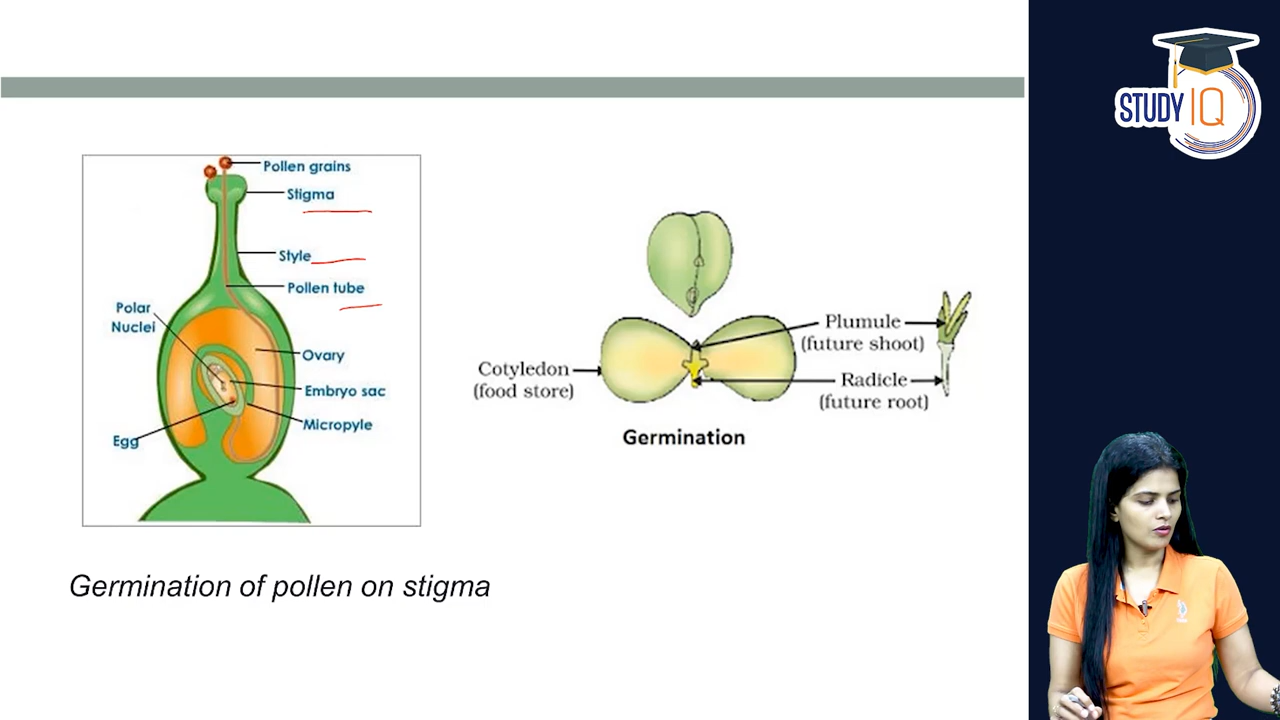 STUDY IQ
Pollen grains
Stigma
Style
Pollen tube
Polar
Nuclei
Ovary
Embryo sac
Micropyle
Egg
Plumule
(future shoot)
Cotyledon
(food store)
Radicle
(future root)
Germination
Germination of pollen on stigma